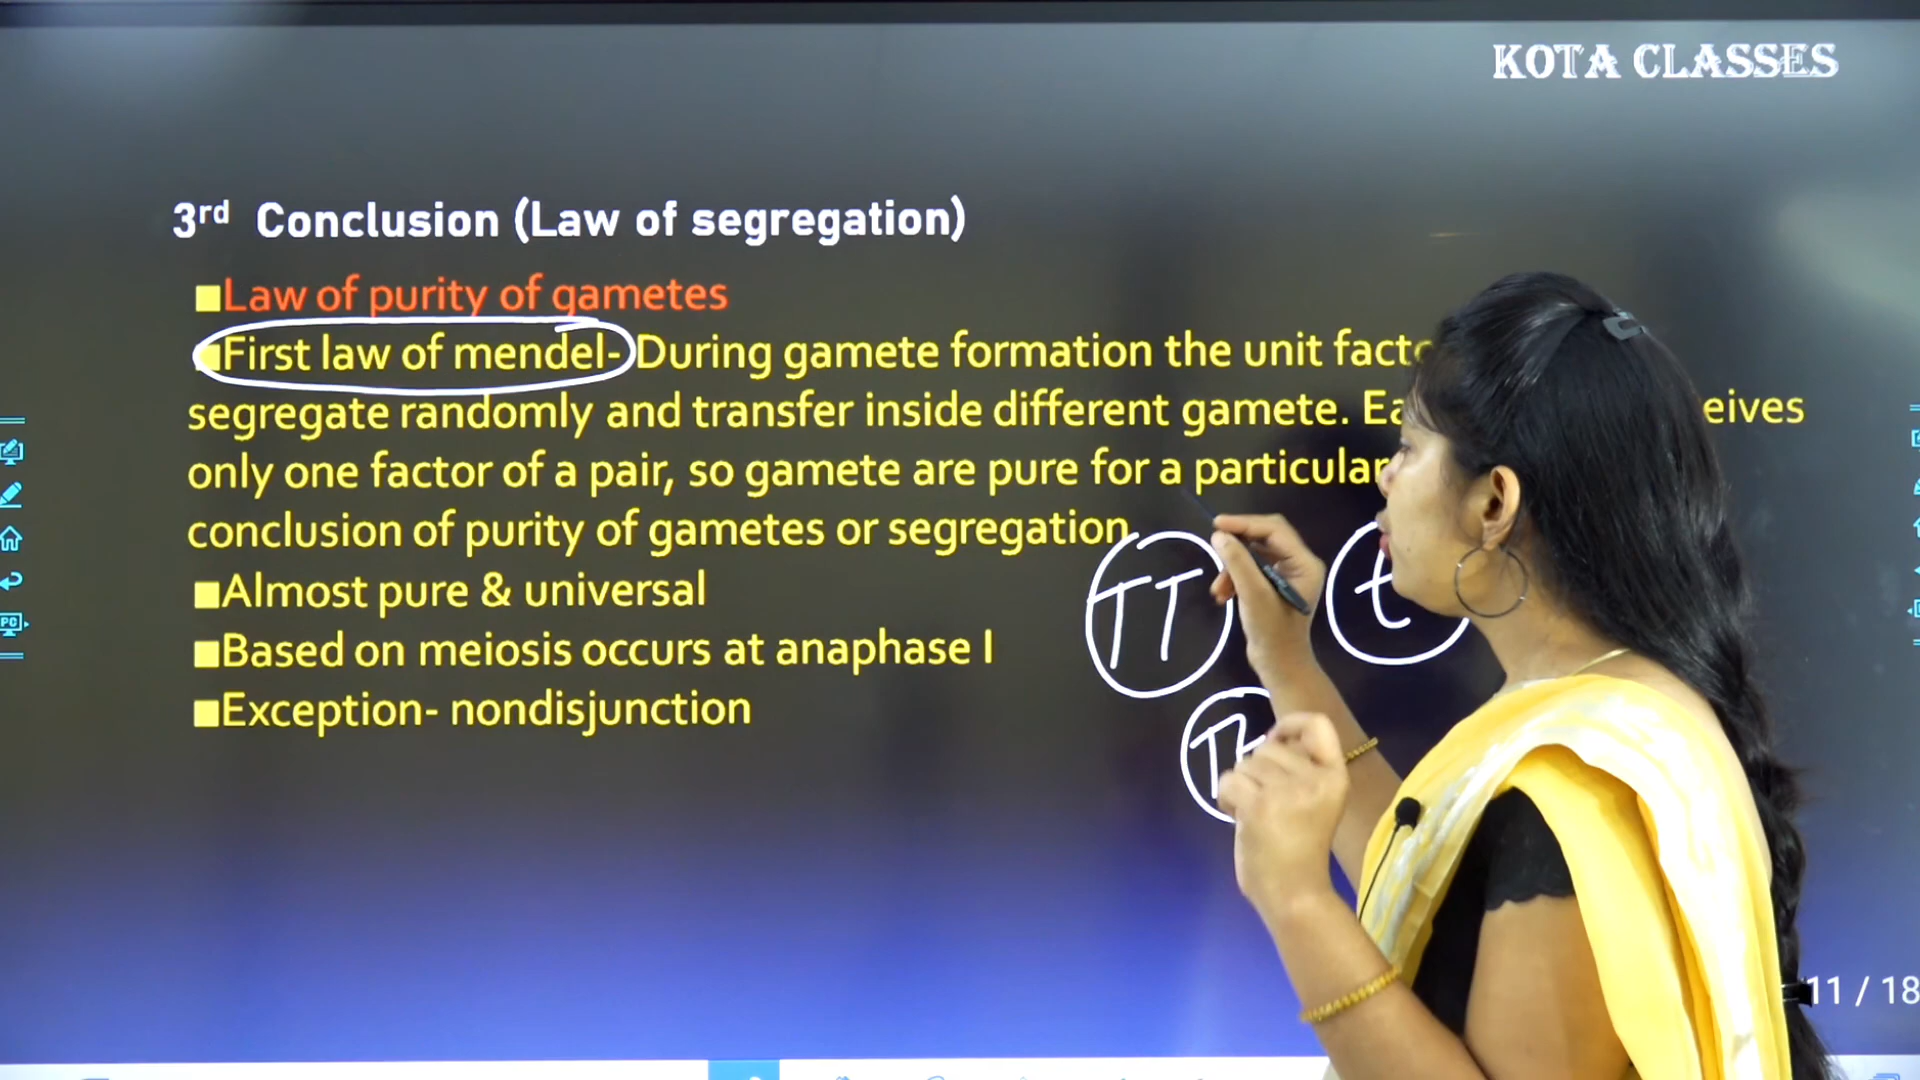 KOTA CLASSES
3rd Conclusion (Law of segregation)
■Law of purity of gametes
■First law of mendel- During gamete formation the unit
segregate randomly and transfer inside different gamete.
only one factor of a pair, so gamete are pure for a particular
conclusion of purity of gametes or segregation
■Almost pure & universal
■Based on meiosis occurs at anaphase I
■Exception- nondisjunction
TT
t
11 / 18
PC